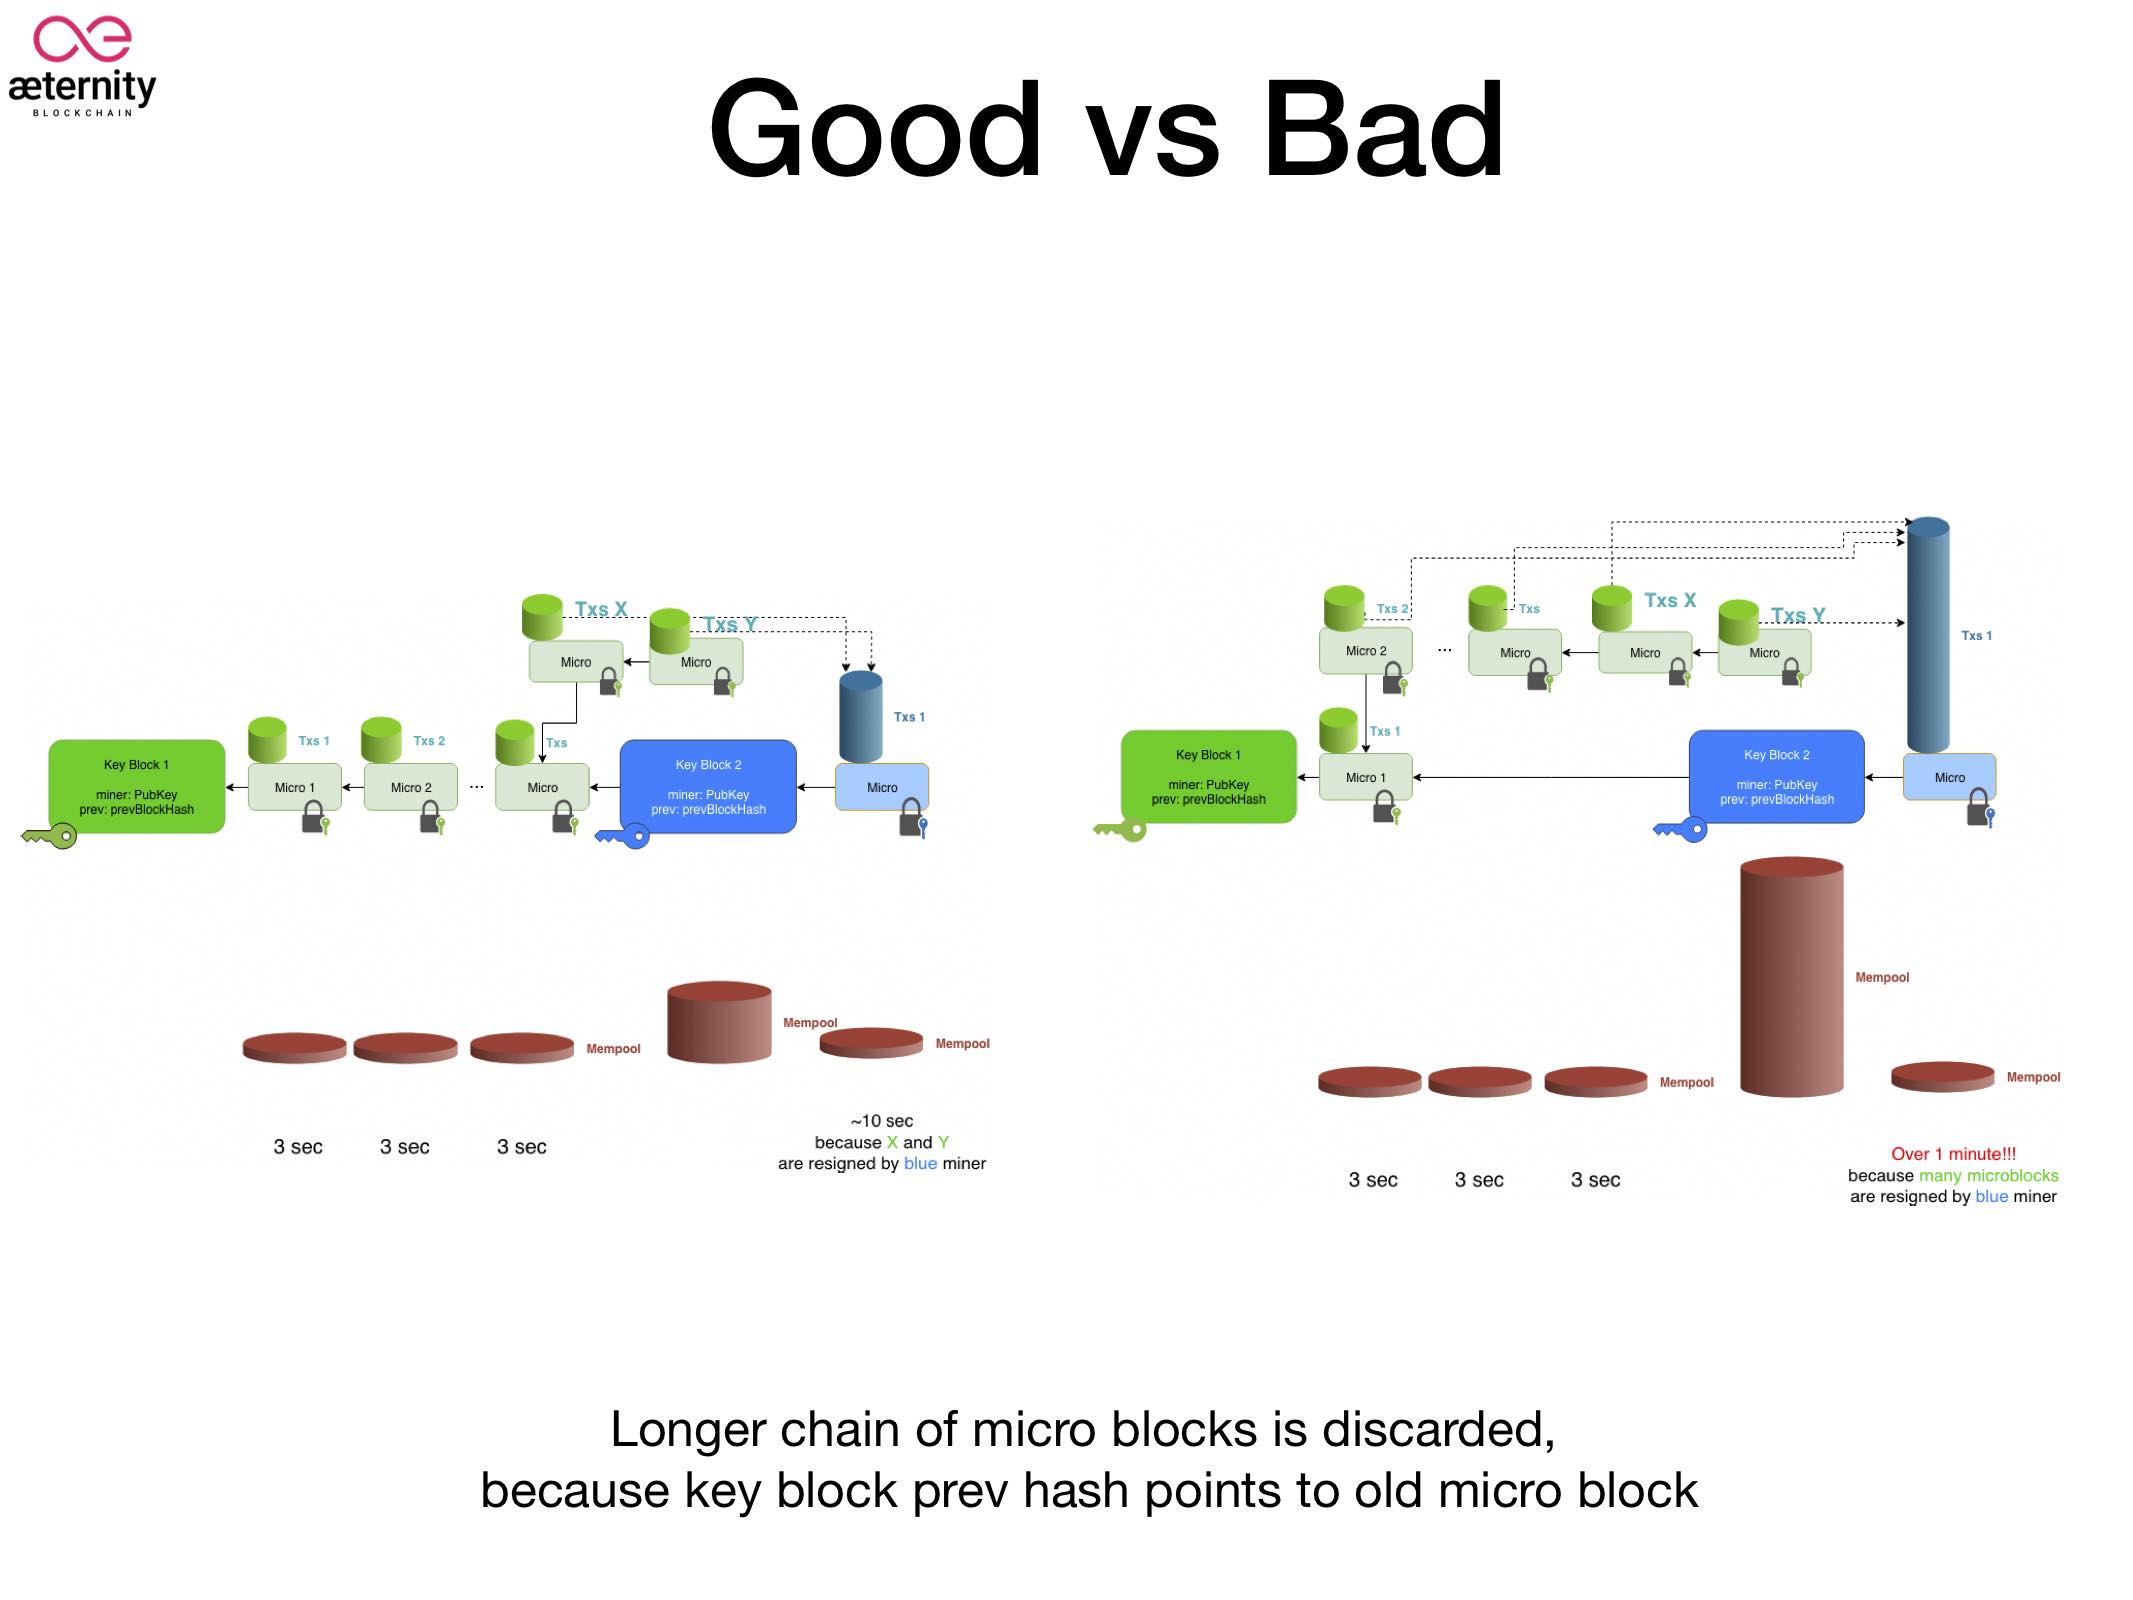 æternity
BLOCKCHAIN
Good vs Bad
Txs X
Txs Y
Micro
Micro
Txs 1
Txs 1
Txs 2
Txs
Key Block 1
miner: PubKey
prev: prevBlockHash
Micro 1
Micro 2
...
Micro
Key Block 2
miner: PubKey
prev: prevBlockHash
Micro
Mempool
Mempool
Mempool
3 sec
3 sec
3 sec
~10 sec
because X and Y
are resigned by blue miner
Txs 2
Txs
Txs X
Txs Y
Txs 1
Micro 2
...
Micro
Micro
Micro
Txs 1
Key Block 1
miner: PubKey
prev: prevBlockHash
Micro 1
Key Block 2
miner: PubKey
prev: prevBlockHash
Micro
Mempool
Mempool
Mempool
3 sec
3 sec
3 sec
Over 1 minute!!!
because many microblocks
are resigned by blue miner
Longer chain of micro blocks is discarded,
because key block prev hash points to old micro block